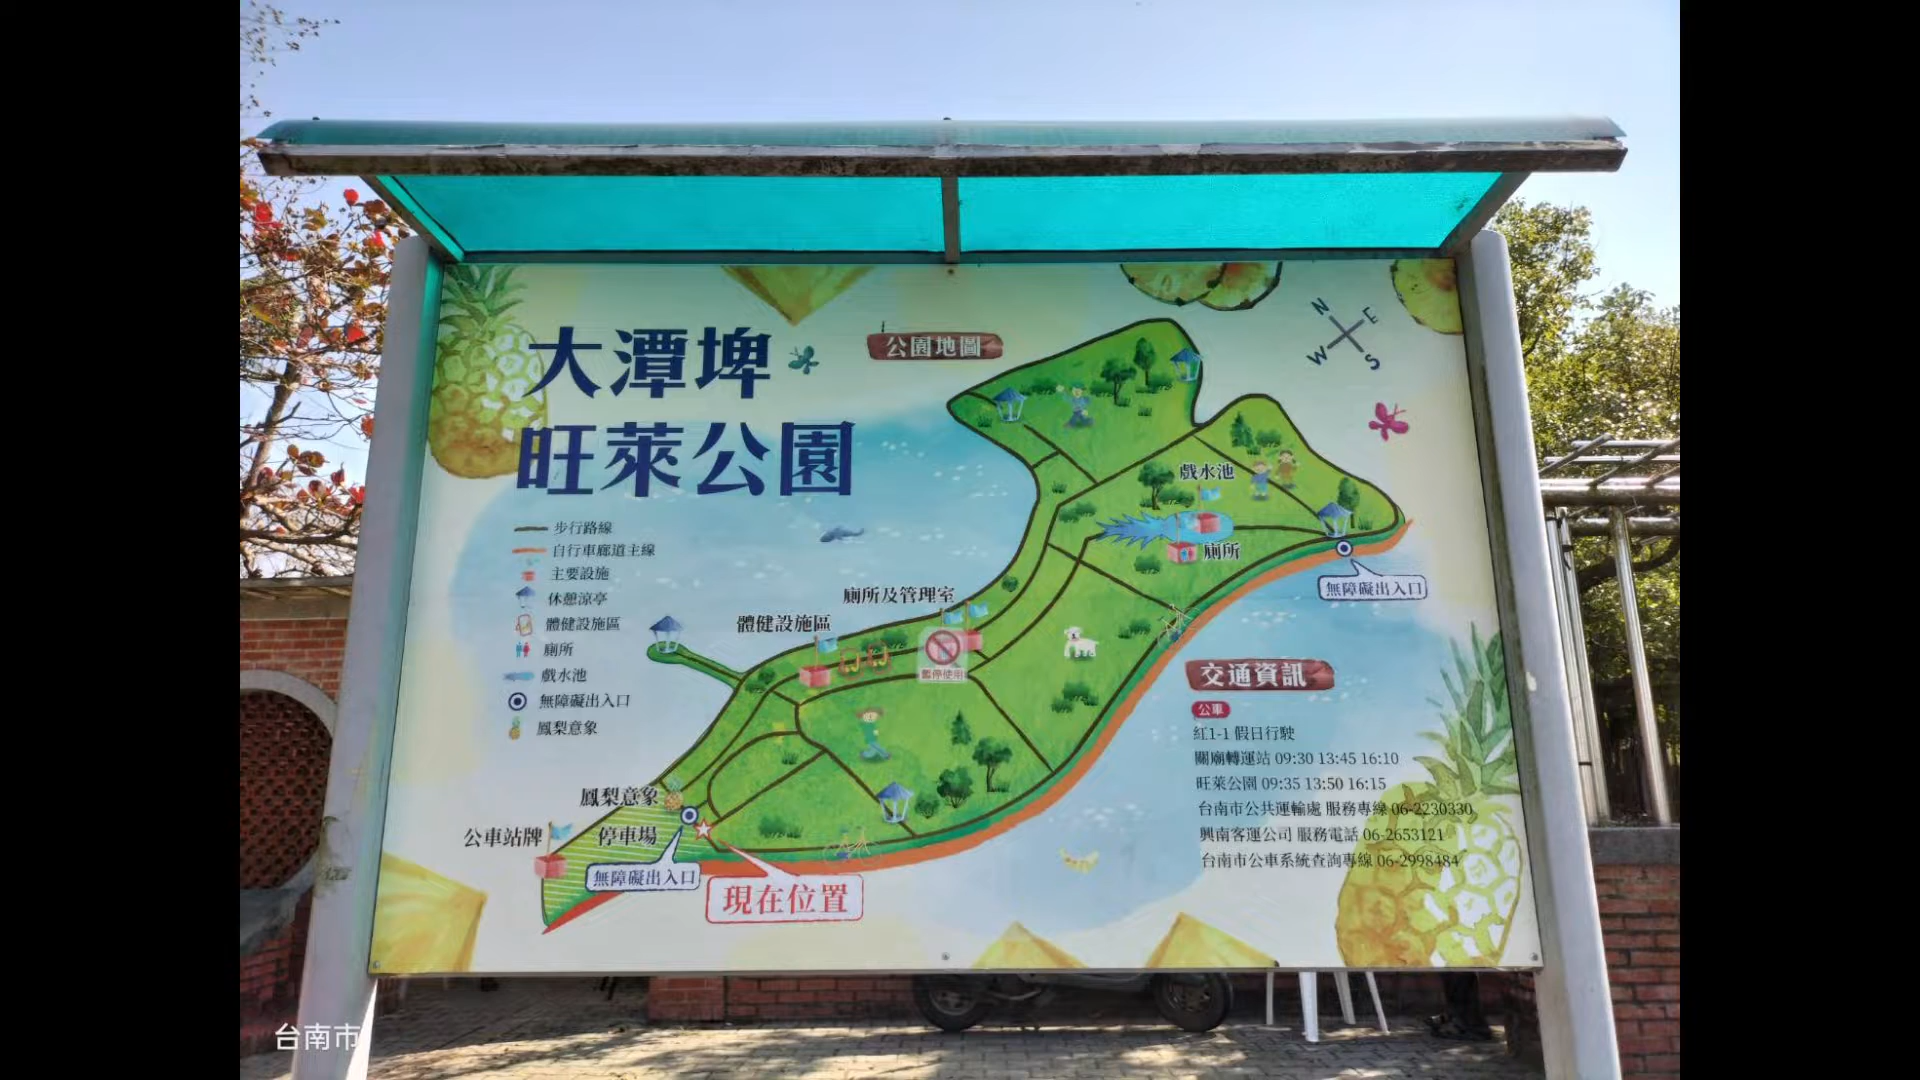 大潭埤
旺萊公園
公園地圖
N
E
W
S
步行路線
自行車廊道主線
主要設施
休憩涼亭
體健設施區
廁所
戲水池
無障礙出入口
鳳梨意象
戲水池
廁所
無障礙出入口
廁所及管理室
體健設施區
暫停使用
鳳梨意象
公車站牌
停車場
無障礙出入口
現在位置
交通資訊
公車
紅1-1 假日行駛
關廟轉運站 09:30 13:45 16:10
旺萊公園 09:35 13:50 16:15
台南市公共運輸處 服務專線 06-2230330
興南客運公司 服務電話 06-2653121
台南市公車系統查詢專線 06-2998484
台南市